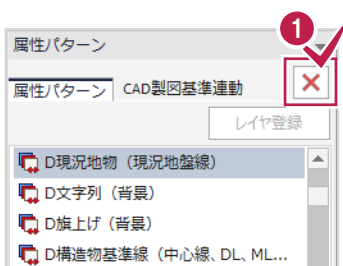 1
属性パターン
属性パターン CAD製図基準連動
レイヤ登録
D現況地物（現況地盤線）
D文字列（背景）
D旗上げ（背景）
D構造物基準線（中心線、DL、ML...